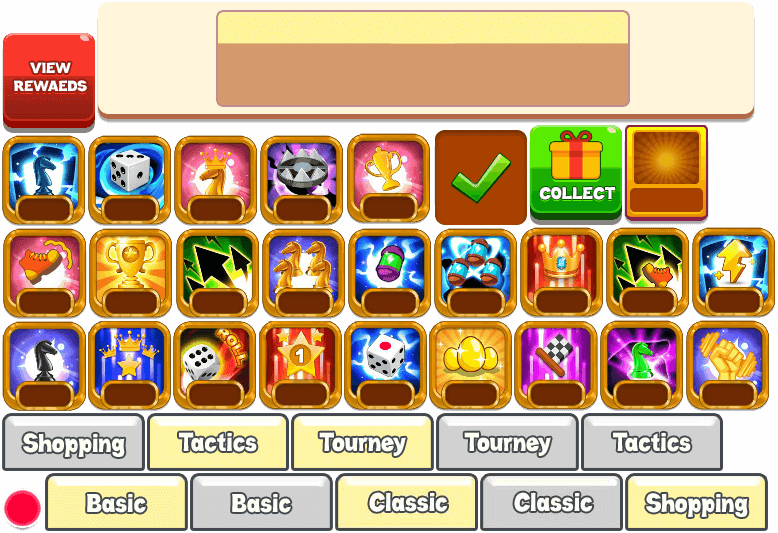 VIEW
REWAEDS
COLLECT
ROLL
1
Shopping
Tactics
Tourney
Tourney
Tactics
Basic
Basic
Classic
Classic
Shopping